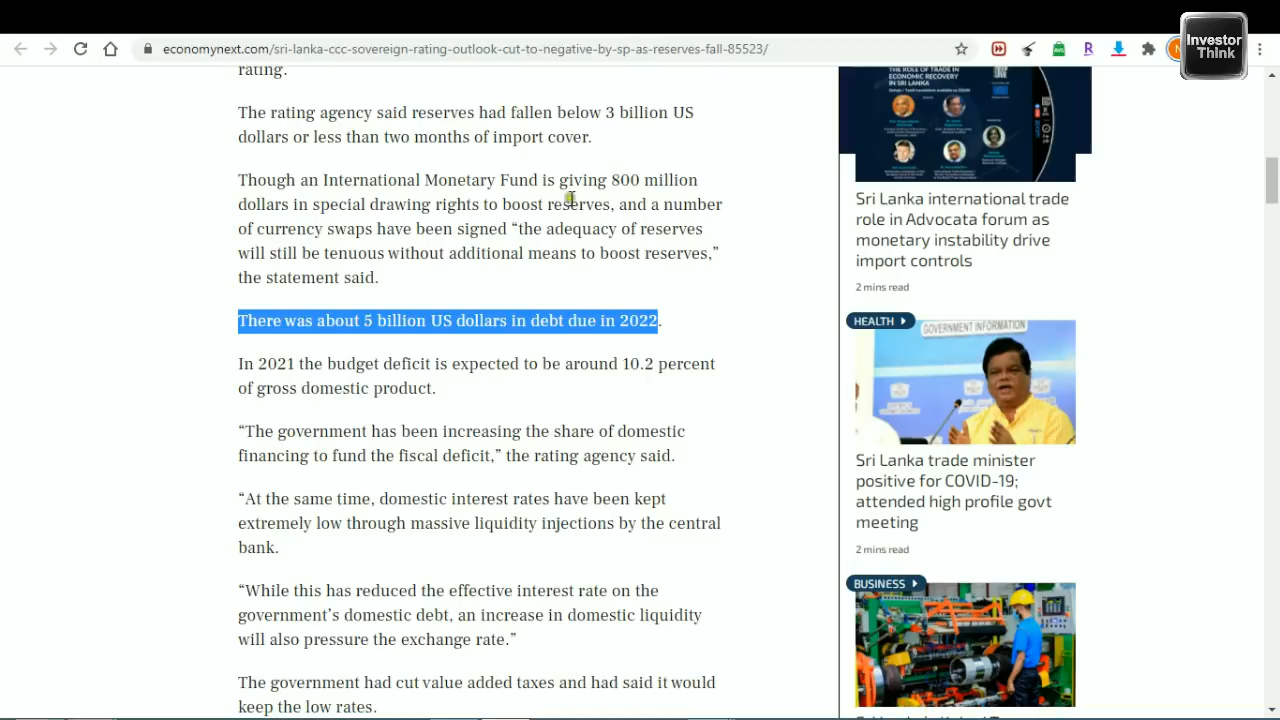 economynext.com/sri-lanka-ccc-sovereign-rating-outlook-cut-to-negative-by-sp-as-reserves-fall-85523/
Investor
Think
rating.
The rating agency said reserves had fallen below 3 billion US
dollars or less than two months of import cover.
dollars in special drawing rights to boost reserves, and a number
of currency swaps have been signed “the adequacy of reserves
will still be tenuous without additional means to boost reserves,”
the statement said.
There was about 5 billion US dollars in debt due in 2022.
In 2021 the budget deficit is expected to be around 10.2 percent
of gross domestic product.
“The government has been increasing the share of domestic
financing to fund the fiscal deficit,” the rating agency said.
“At the same time, domestic interest rates have been kept
extremely low through massive liquidity injections by the central
bank.
“While this has reduced the effective interest rate on the
government’s rupee debt, the increase in domestic liquidity
will also pressure the exchange rate.”
The government had cut value added taxes and had said it would
keep the low rates.
THE ROLE OF TRADE IN
ECONOMIC RECOVERY
IN SRI LANKA
Sri Lanka international trade
role in Advocata forum as
monetary instability drive
import controls
2 mins read
HEALTH
GOVERNMENT INFORMATION
Sri Lanka trade minister
positive for COVID-19;
attended high profile govt
meeting
2 mins read
BUSINESS